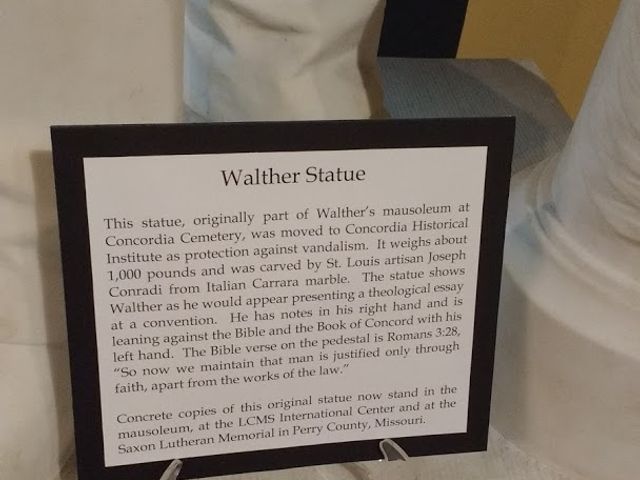 Walther Statue
This statue, originally part of Walther's mausoleum at
Concordia Cemetery, was moved to Concordia Historical
Institute as protection against vandalism. It weighs about
1,000 pounds and was carved by St. Louis artisan Joseph
Conradi from Italian Carrara marble. The statue shows
Walther as he would appear presenting a theological essay
at a convention. He has notes in his right hand and is
leaning against the Bible and the Book of Concord with his
left hand. The Bible verse on the pedestal is Romans 3:28,
“So now we maintain that man is justified only through
faith, apart from the works of the law.”
Concrete copies of this original statue now stand in the
mausoleum, at the LCMS International Center and at the
Saxon Lutheran Memorial in Perry County, Missouri.